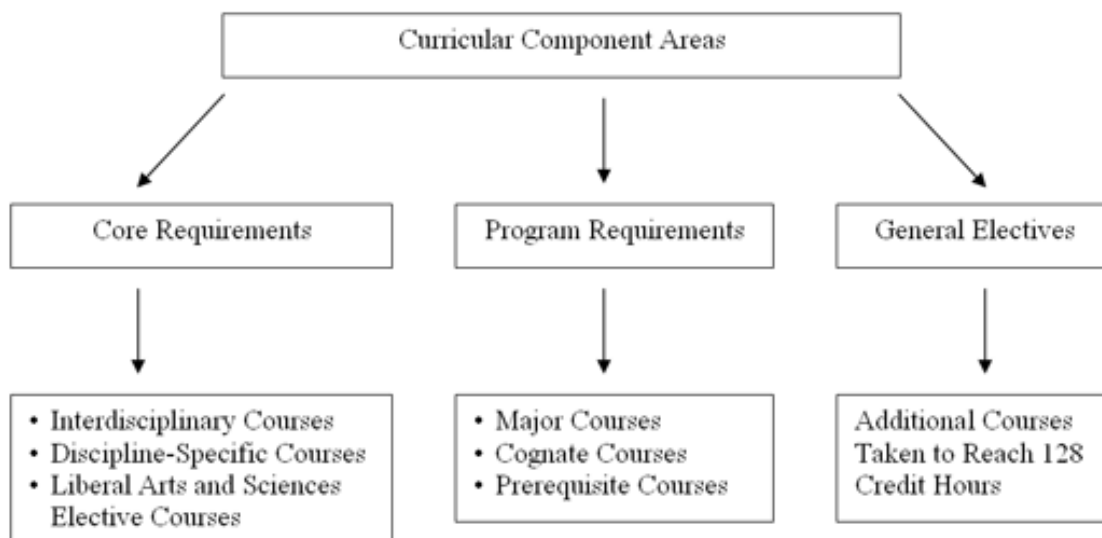 Curricular Component Areas
Core Requirements
Program Requirements
General Electives
• Interdisciplinary Courses
• Discipline-Specific Courses
• Liberal Arts and Sciences
Elective Courses
• Major Courses
• Cognate Courses
• Prerequisite Courses
Additional Courses
Taken to Reach 128
Credit Hours